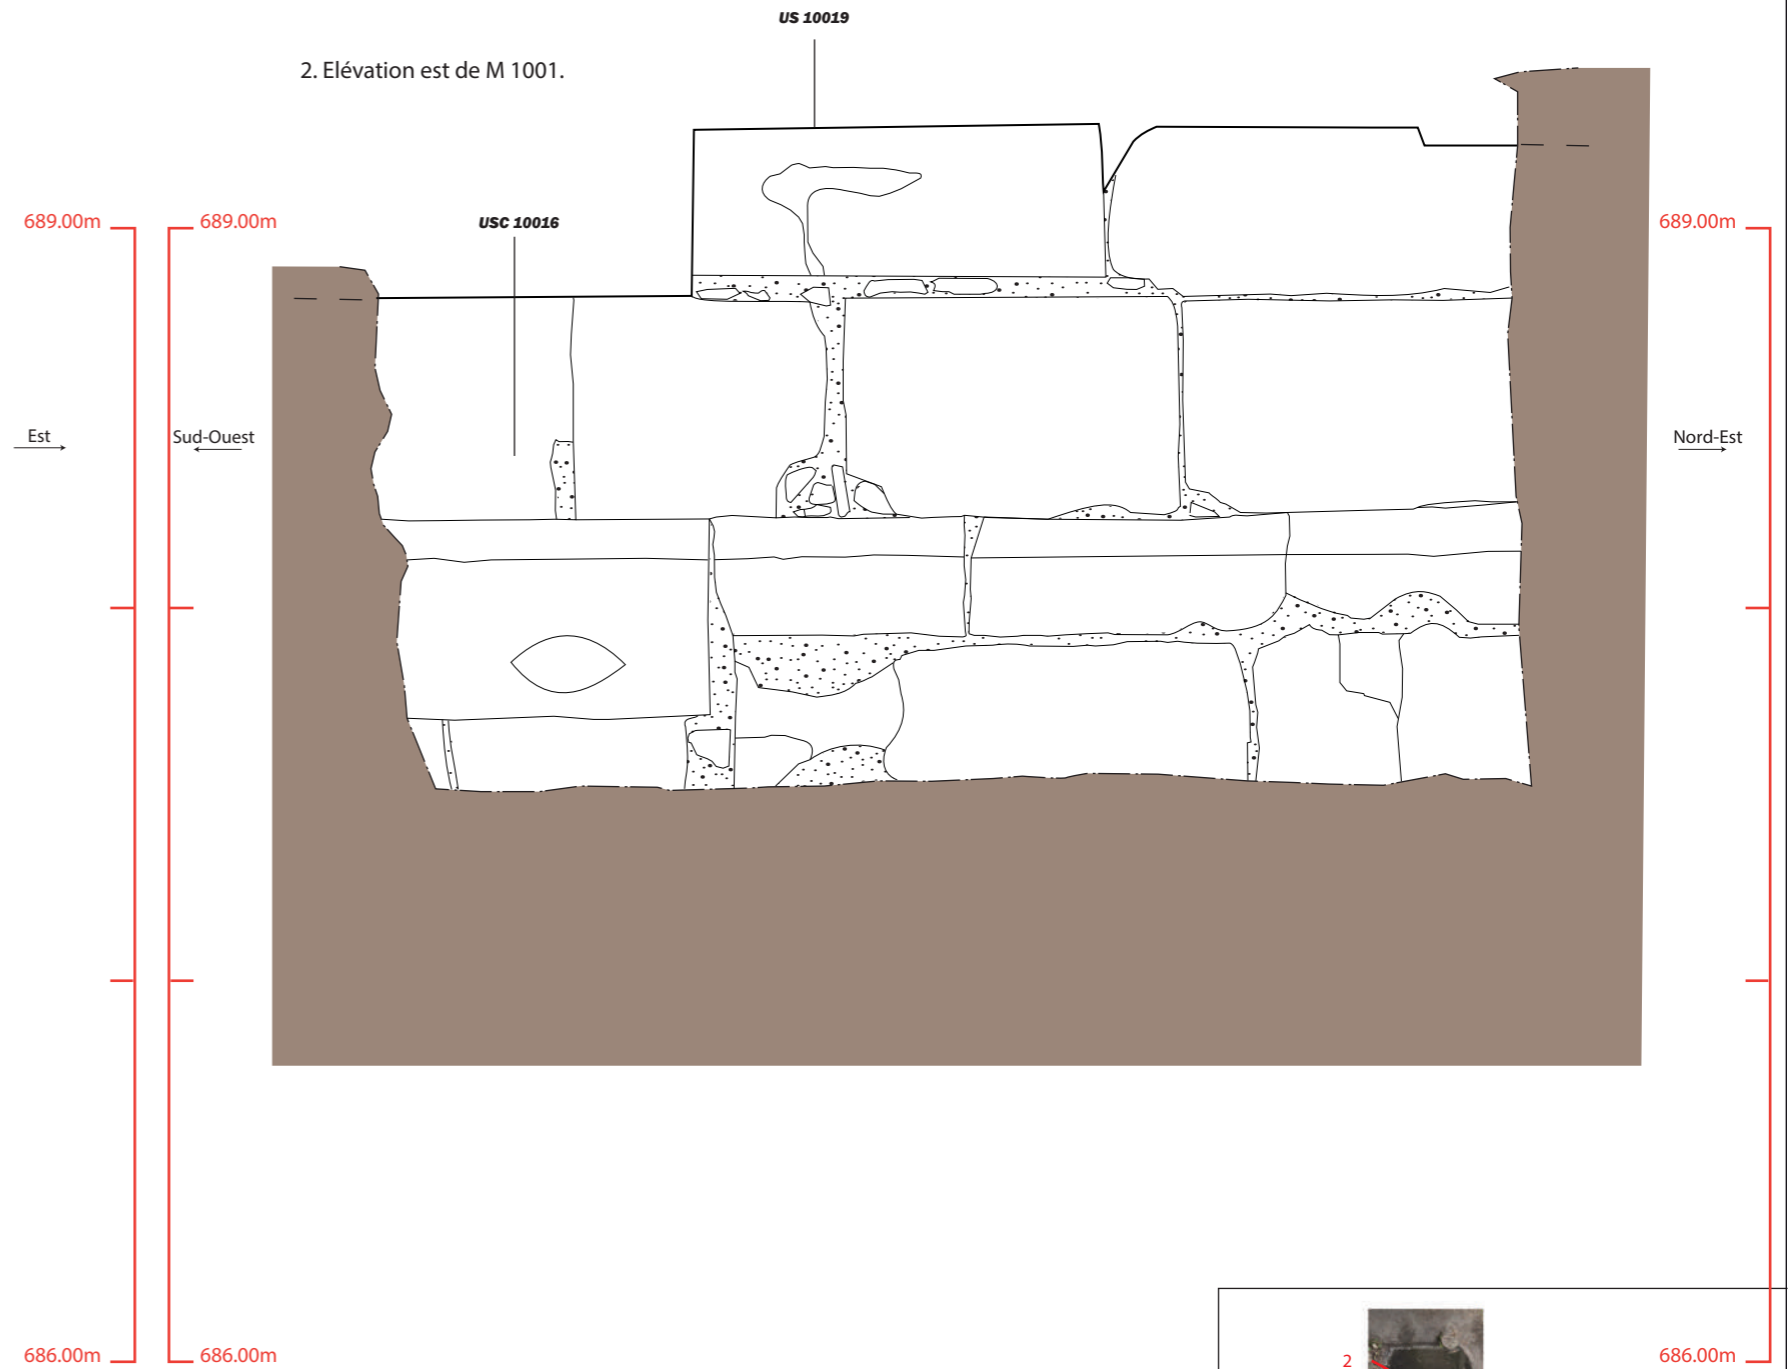 US 10019
2. Elévation est de M 1001.
689.00m
689.00m
USC 10016
689.00m
Est
Sud-Ouest
Nord-Est
686.00m
686.00m
2
686.00m